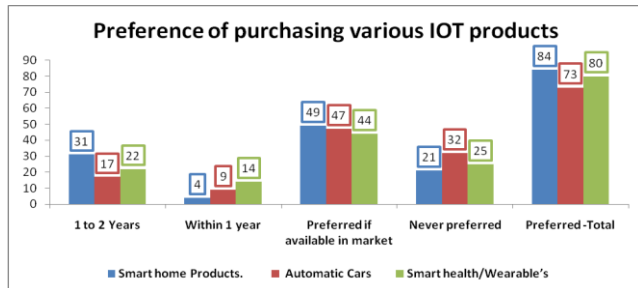 Preference of purchasing various IOT products
90
80
70
60
50
40
30
20
10
0
31
17
22
4
9
14
49
47
44
21
32
25
84
73
80
1 to 2 Years
Within 1 year
Preferred if
available in market
Never preferred
Preferred -Total
Smart home Products.
Automatic Cars
Smart health/Wearable's